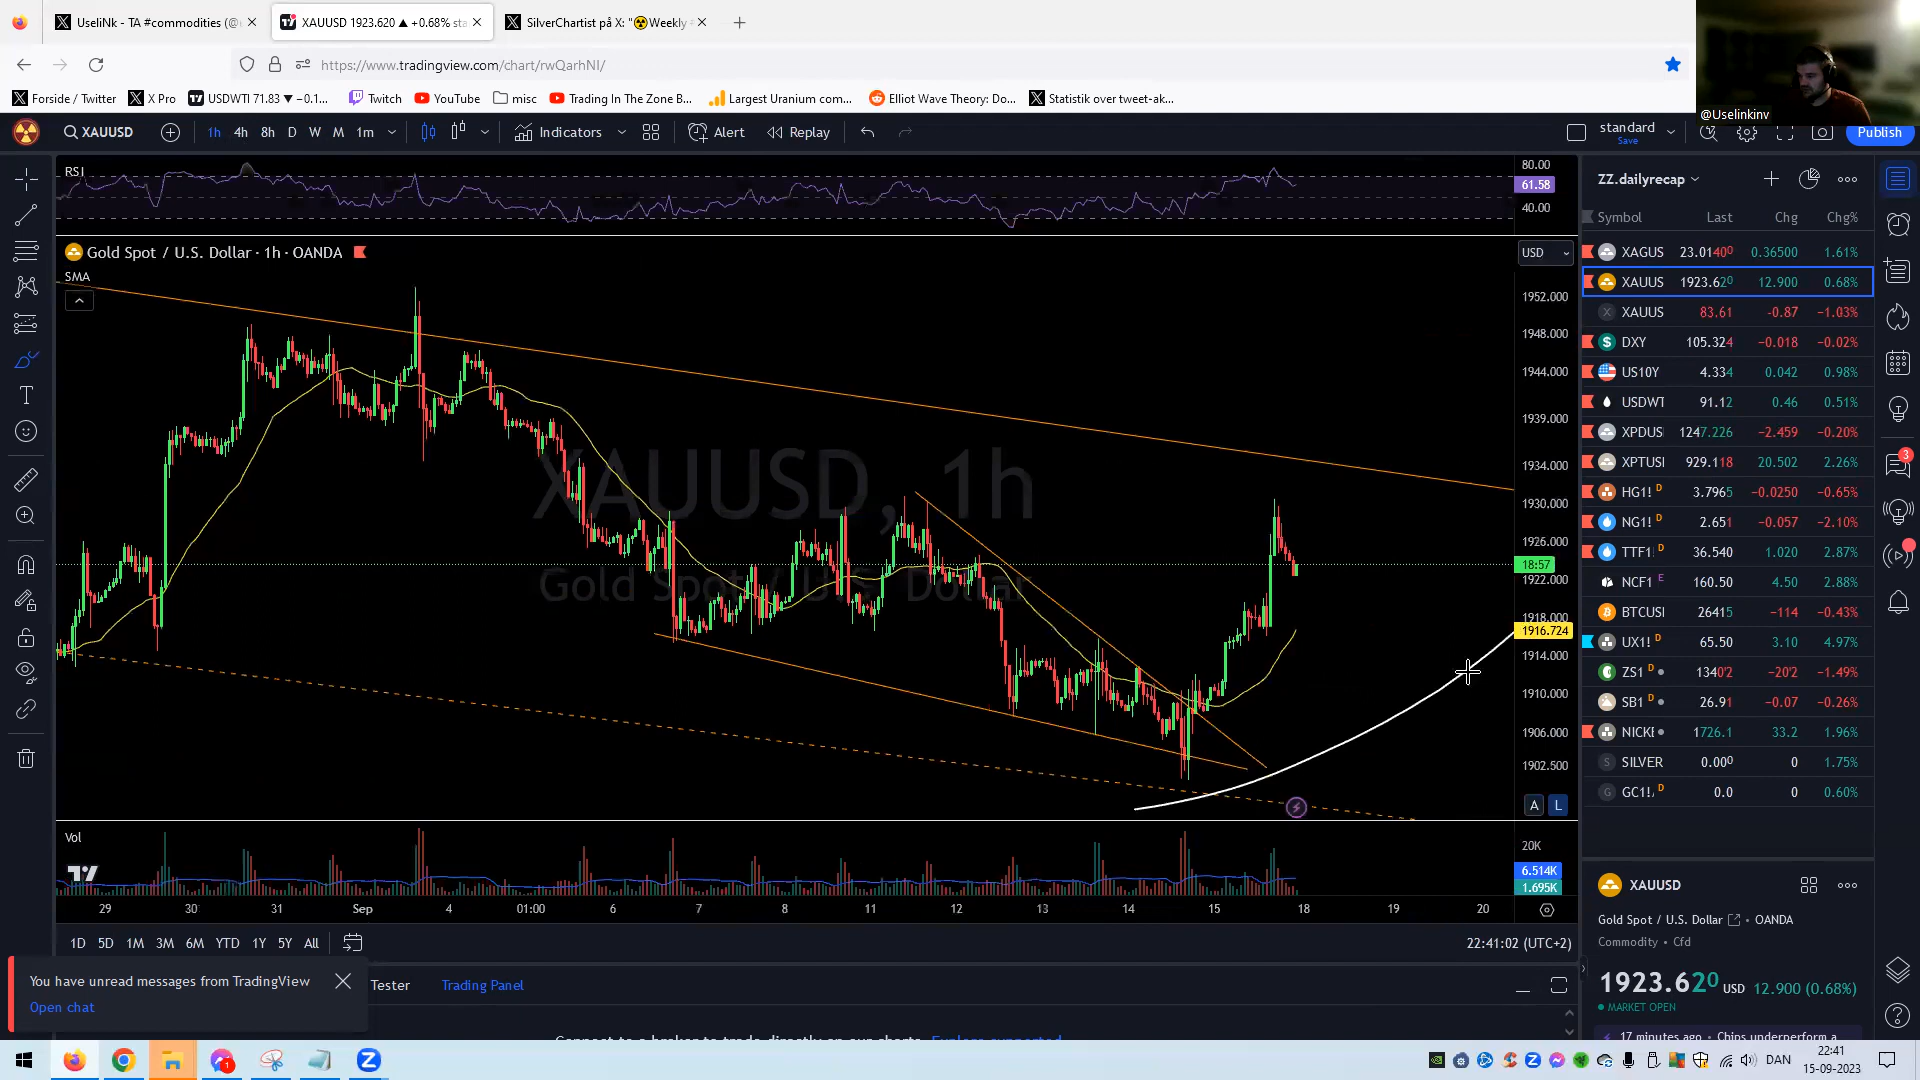 UseliNk - TA #commodities (@
XAUUSD 1923.620 ▲ +0.68% sta
SilverChartist på X: "☢Weekly
https://www.tradingview.com/chart/rwQarhNI/
Forside / Twitter
X Pro
USDWTI 71.83 ▼ −0.1...
Twitch
YouTube
misc
Trading In The Zone B...
Largest Uranium com...
Elliot Wave Theory: Do...
Statistik over tweet-ak...
@Uselinkinv
XAUUSD
1h
4h
8h
D
W
M
1m
Indicators
Alert
Replay
standard
Save
Publish
RSI
80.00
61.58
40.00
Gold Spot / U.S. Dollar · 1h · OANDA
USD
SMA
XAUUSD, 1h
Gold Spot / U.S. Dollar
1952.000
1948.000
1944.000
1939.000
1934.000
1930.000
1926.000
18:57
1922.000
1918.000
1916.724
1914.000
1910.000
1906.000
1902.500
A
L
Vol
20K
6.514K
1.695K
29
30
31
Sep
4
01:00
6
7
8
11
12
13
14
15
18
19
20
1D
5D
1M
3M
6M
YTD
1Y
5Y
All
22:41:02 (UTC+2)
You have unread messages from TradingView
Open chat
Tester
Trading Panel
ZZ.dailyrecap
Symbol Last Chg Chg%
XAGUS 23.0140⁰ 0.36500 1.61%
XAUUS 1923.62⁰ 12.900 0.68%
XAUUS 83.61 −0.87 −1.03%
DXY 105.324 −0.018 −0.02%
US10Y 4.334 0.042 0.98%
USDWT 91.12 0.46 0.51%
XPDUS 1247.226 −2.459 −0.20%
XPTUSI 929.118 20.502 2.26%
HG1! D 3.7965 −0.0250 −0.65%
NG1! D 2.651 −0.057 −2.10%
TTF1! D 36.540 1.020 2.87%
NCF1 E 160.50 4.50 2.88%
BTCUSI 26415 −114 −0.43%
UX1! D 65.50 3.10 4.97%
ZS1 D 1340'2 −20'2 −1.49%
SB1 D 26.91 −0.07 −0.26%
NICKE 1726.1 33.2 1.96%
SILVER 0.00⁰ 0 1.75%
GC1!/ D 0.0 0 0.60%
3
XAUUSD
Gold Spot / U.S. Dollar · OANDA
Commodity · Cfd
1923.62⁰ USD 12.900 (0.68%)
MARKET OPEN
17 minutes ago · Chips underperform a
DAN
22:41
15-09-2023